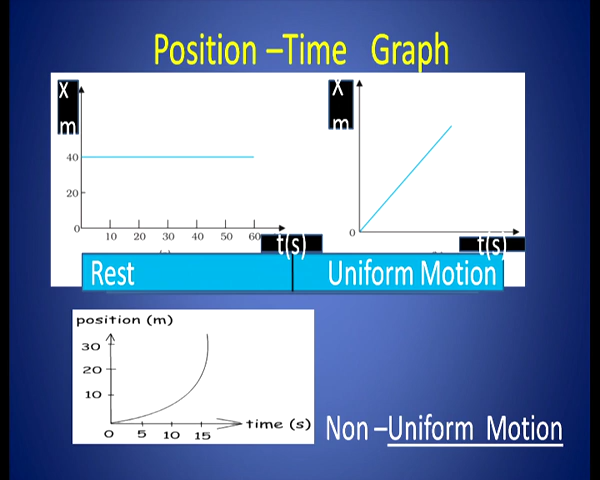 Position –Time Graph
X
m
40
20
0
10 20 30 40 50 60
t(s)
X
m
0
t(s)
Rest
Uniform Motion
position (m)
30
20
10
0 5 10 15
time (s)
Non –Uniform Motion